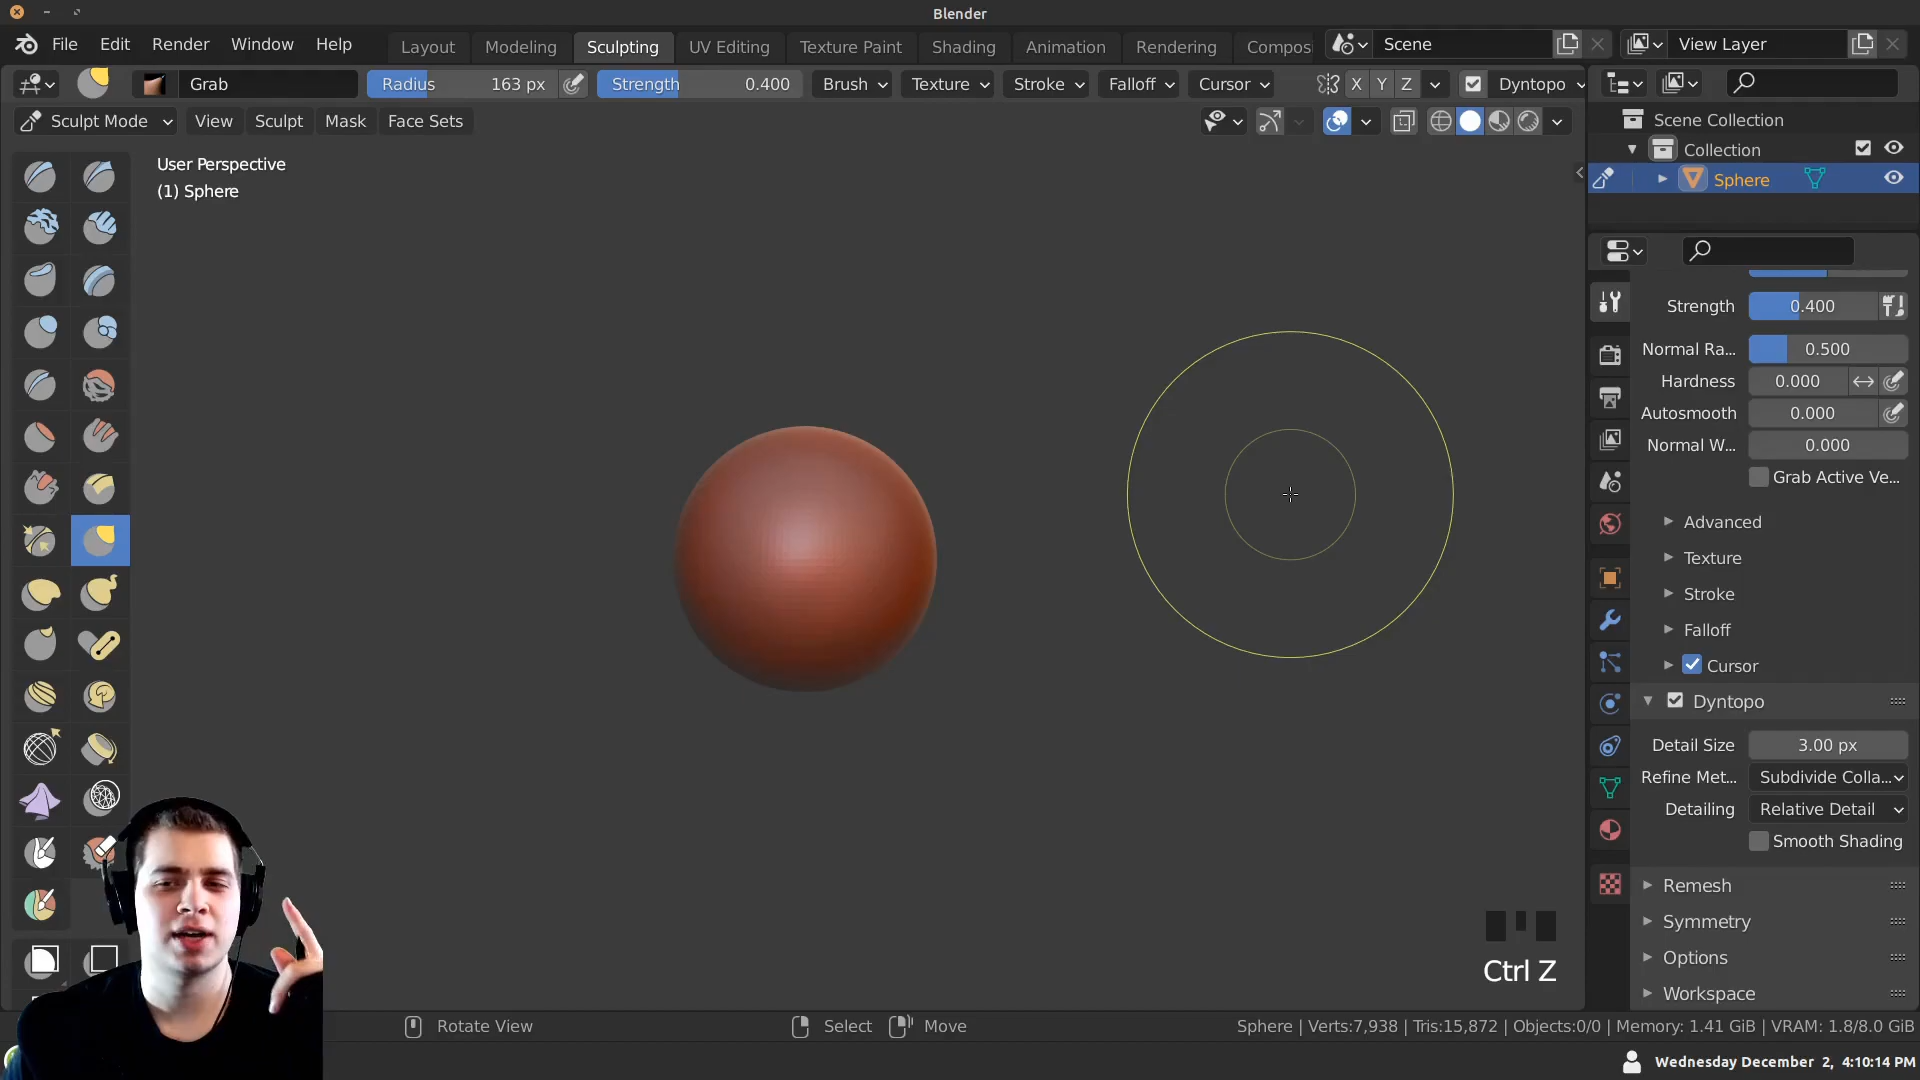 Blender
File Edit Render Window Help Layout Modeling Sculpting UV Editing Texture Paint Shading Animation Rendering Compos Scene View Layer
Grab Radius 163 px Strength 0.400 Brush Texture Stroke Falloff Cursor X Y Z Dyntopo
Sculpt Mode View Sculpt Mask Face Sets
Scene Collection
Collection
Sphere
User Perspective
(1) Sphere
Strength 0.400
Normal Ra... 0.500
Hardness 0.000
Autosmooth 0.000
Normal W... 0.000
Grab Active Ve...
Advanced
Texture
Stroke
Falloff
Cursor
Dyntopo
Detail Size 3.00 px
Refine Met... Subdivide Colla...
Detailing Relative Detail
Smooth Shading
Remesh
Symmetry
Options
Workspace
Ctrl Z
Rotate View Select Move Sphere | Verts:7,938 | Tris:15,872 | Objects:0/0 | Memory: 1.41 GiB | VRAM: 1.8/8.0 GiB
Wednesday December 2, 4:10:14 PM